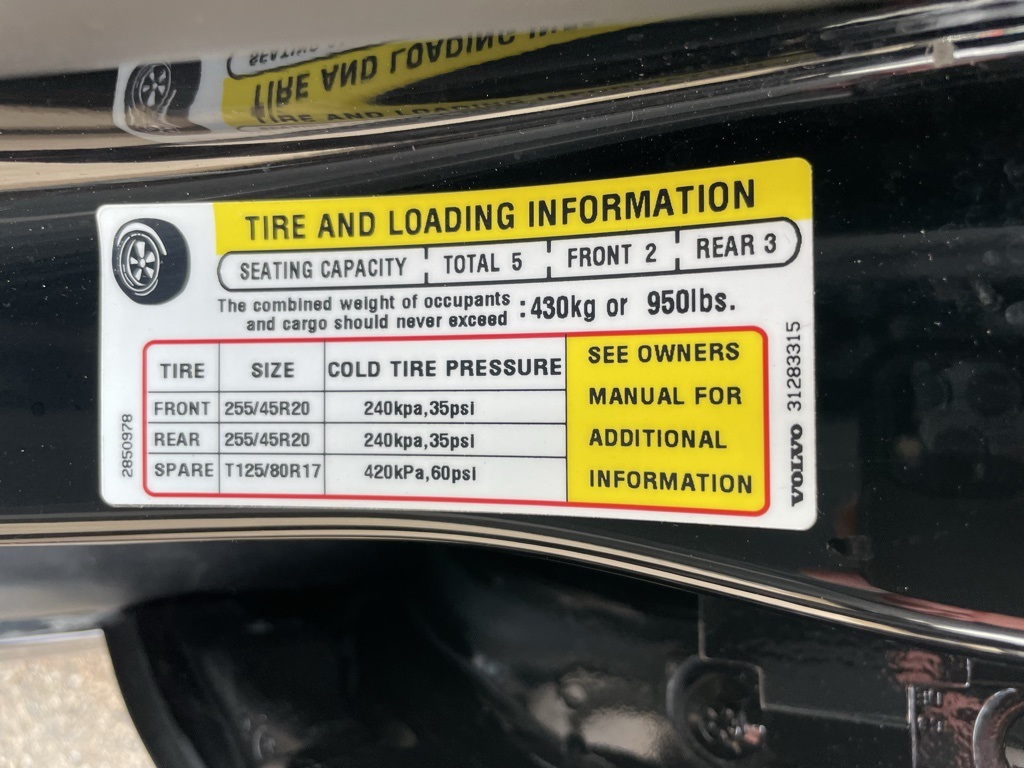 TIRE AND LOADING INFORMATION
SEATING CAPACITY TOTAL 5 FRONT 2 REAR 3
The combined weight of occupants
and cargo should never exceed : 430kg or 950lbs.
TIRE SIZE COLD TIRE PRESSURE
FRONT 255/45R20 240kpa,35psi
REAR 255/45R20 240kpa,35psi
SPARE T125/80R17 420kPa,60psi
SEE OWNERS
MANUAL FOR
ADDITIONAL
INFORMATION
2850978
VOLVO 31283315
TIRE AND LOADING
TIRE AND LOADING